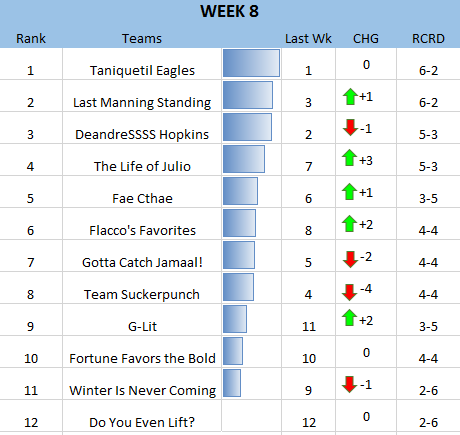 WEEK 8
Rank Teams Last Wk CHG RCRD
1 Taniquetil Eagles 1 0 6-2
2 Last Manning Standing 3 +1 6-2
3 DeandreSSSS Hopkins 2 -1 5-3
4 The Life of Julio 7 +3 5-3
5 Fae Cthae 6 +1 3-5
6 Flacco's Favorites 8 +2 4-4
7 Gotta Catch Jamaal! 5 -2 4-4
8 Team Suckerpunch 4 -4 4-4
9 G-Lit 11 +2 3-5
10 Fortune Favors the Bold 10 0 4-4
11 Winter Is Never Coming 9 -1 2-6
12 Do You Even Lift? 12 0 2-6